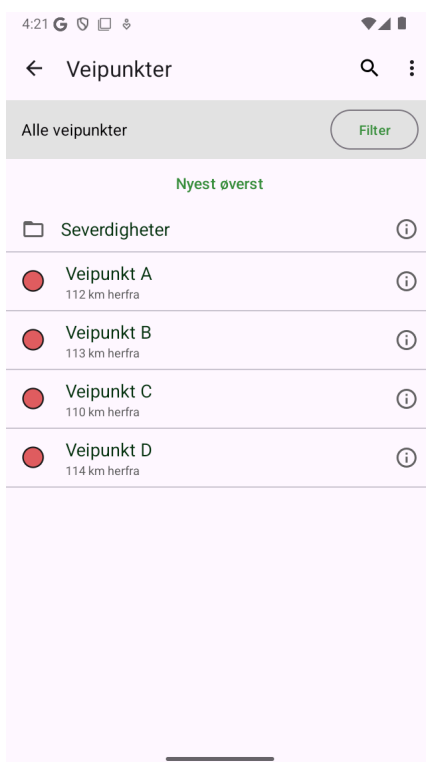 4:21
Veipunkter
Alle veipunkter
Filter
Nyest øverst
Severdigheter
Veipunkt A
112 km herfra
Veipunkt B
113 km herfra
Veipunkt C
110 km herfra
Veipunkt D
114 km herfra